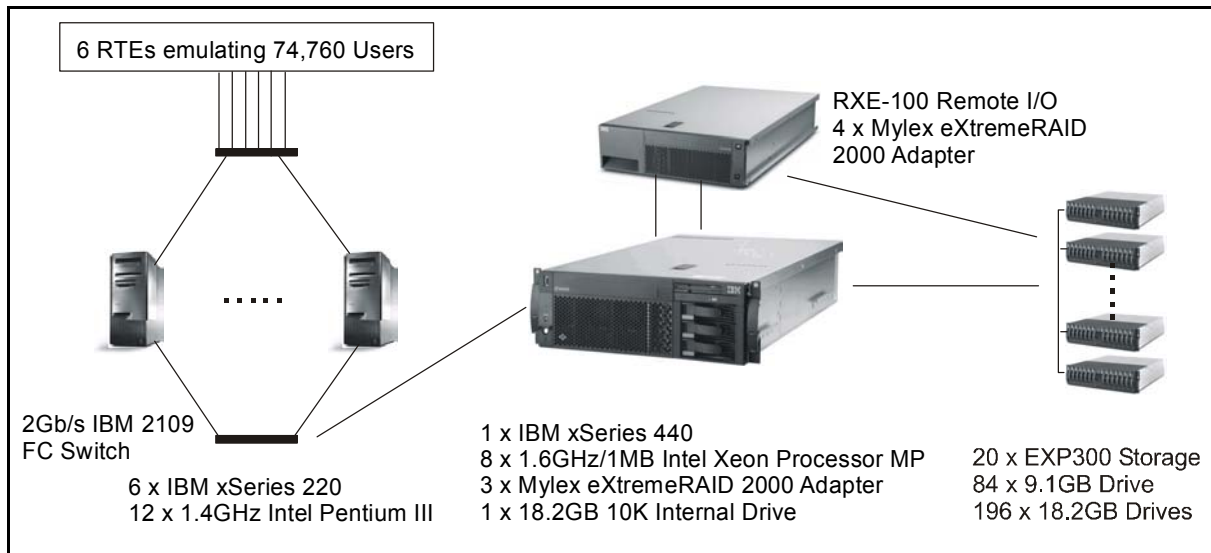 6 RTEs emulating 74,760 Users
RXE-100 Remote I/O
4 x Mylex eXtremeRAID
2000 Adapter
IBM
2Gb/s IBM 2109
FC Switch
6 x IBM xSeries 220
12 x 1.4GHz Intel Pentium III
1 x IBM xSeries 440
8 x 1.6GHz/1MB Intel Xeon Processor MP
3 x Mylex eXtremeRAID 2000 Adapter
1 x 18.2GB 10K Internal Drive
20 x EXP300 Storage
84 x 9.1GB Drive
196 x 18.2GB Drives